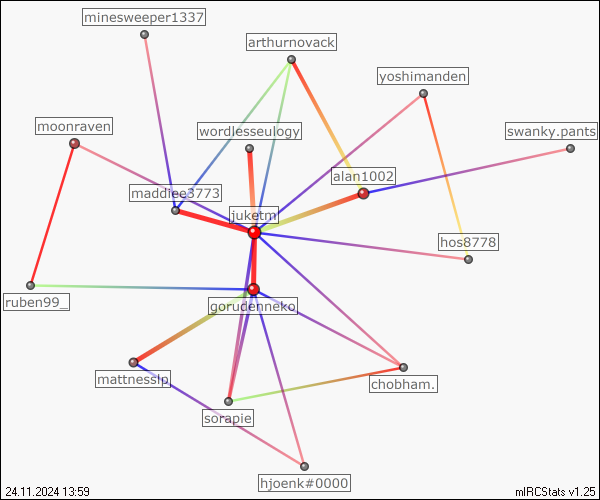 minesweeper1337
arthurnovack
yoshimanden
moonraven
wordlesseulogy
swanky.pants
alan1002
maddiee3773
juketm
hos8778
ruben99_
gorudenneko
mattnesslp
chobham.
sorapie
hjoenk#0000
24.11.2024 13:59
mIRCStats v1.25